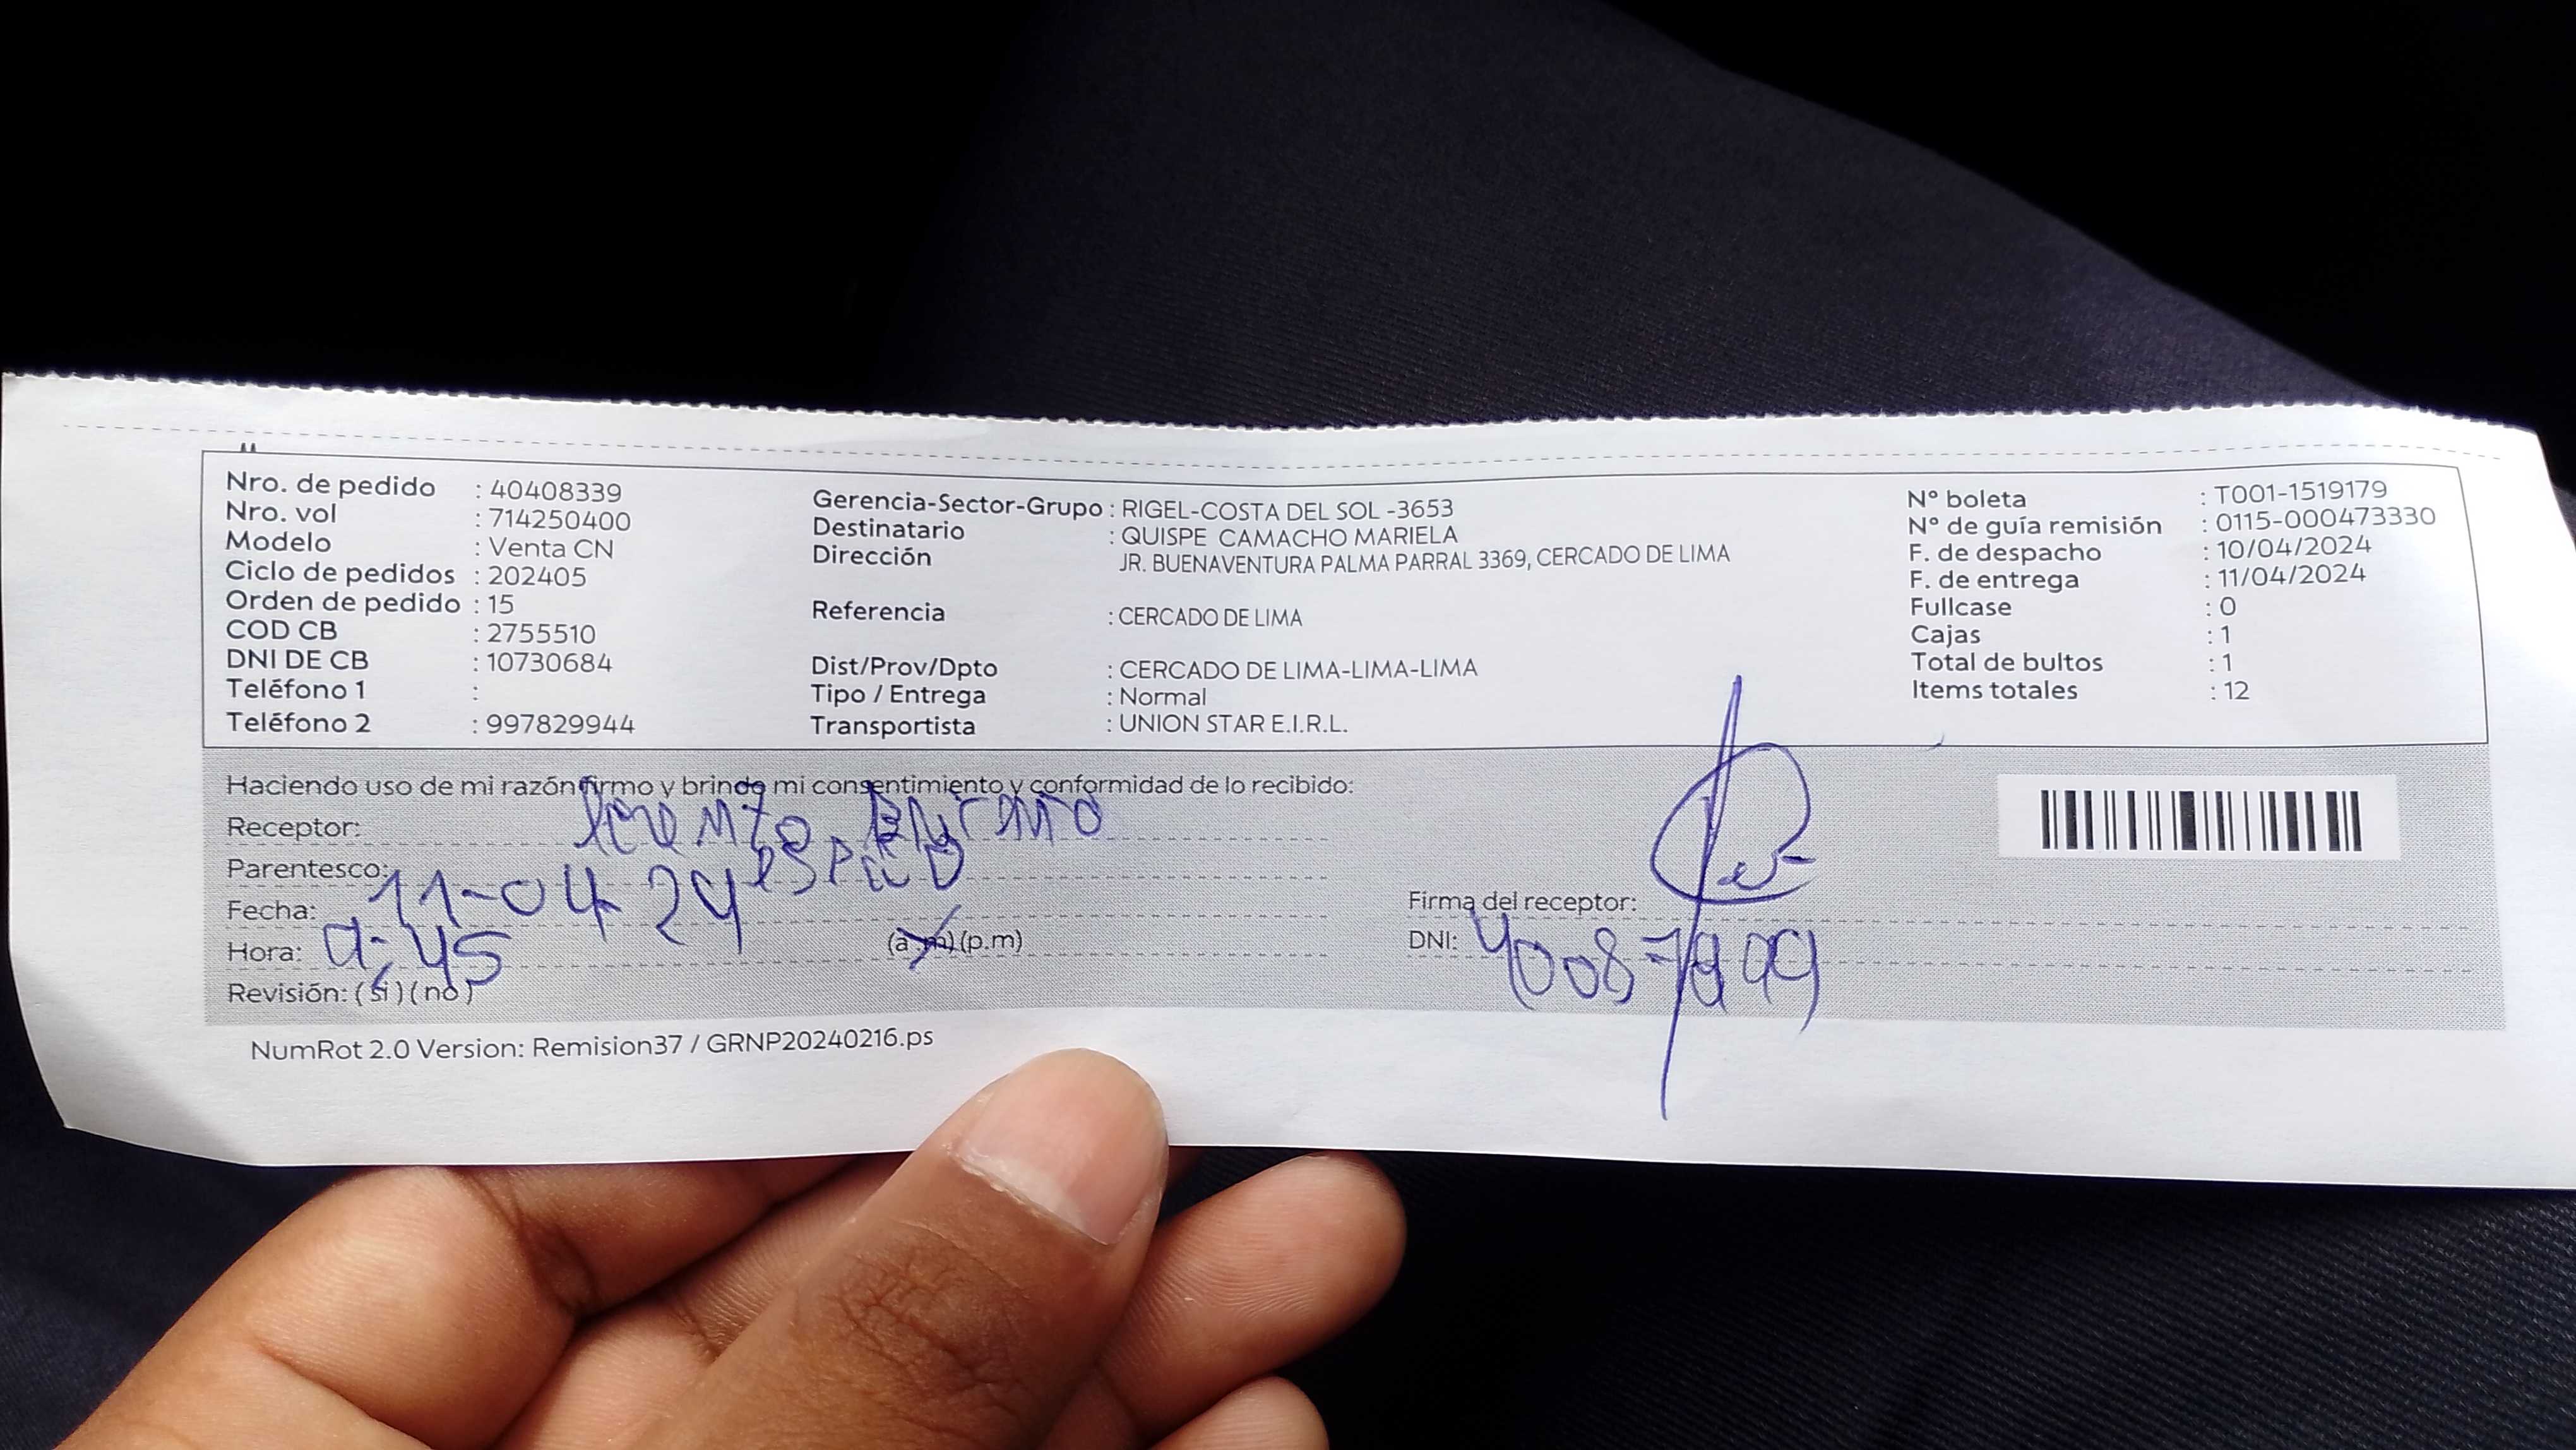 Nro. de pedido : 40408339
Nro. vol : 714250400
Modelo : Venta CN
Ciclo de pedidos : 202405
Orden de pedido : 15
COD CB : 2755510
DNI DE CB : 10730684
Teléfono 1 :
Teléfono 2 : 997829944
Gerencia-Sector-Grupo : RIGEL-COSTA DEL SOL -3653
Destinatario : QUISPE CAMACHO MARIELA
Dirección JR. BUENAVENTURA PALMA PARRAL 3369, CERCADO DE LIMA
Referencia : CERCADO DE LIMA
Dist/Prov/Dpto : CERCADO DE LIMA-LIMA-LIMA
Tipo / Entrega : Normal
Transportista : UNION STAR E.I.R.L.
N° boleta : T001-1519179
N° de guía remisión : 0115-000473330
F. de despacho : 10/04/2024
F. de entrega : 11/04/2024
Fullcase : 0
Cajas : 1
Total de bultos : 1
Items totales : 12
Haciendo uso de mi razón firmo y brindo mi consentimiento y conformidad de lo recibido:
Receptor:
Parentesco:
Fecha: 11-04-24
Hora: 9:45 (a.m) (p.m)
Revisión: (si) (no)
Firma del receptor:
DNI:
NumRot 2.0 Version: Remision37 / GRNP20240216.ps